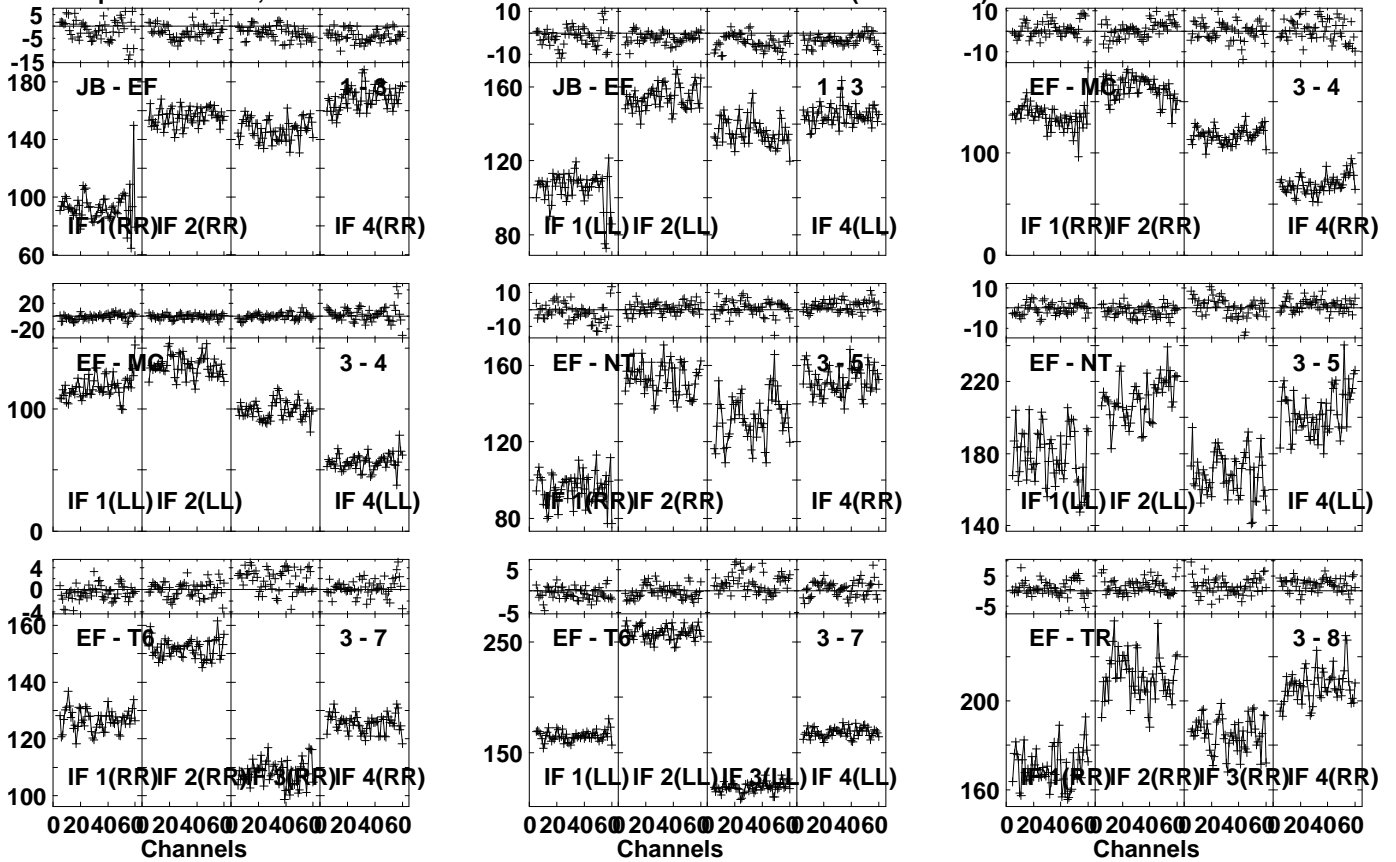 5 10 10
-5 -10 -10
-15
180 JB - EF 1 - 3 160 JB - EF 1 - 3 EF - MC 3 - 4
140 120 100
100
IF 1(RR) IF 2(RR) IF 4(RR) IF 1(LL) IF 2(LL) IF 4(LL) IF 1(RR) IF 2(RR) IF 4(RR)
60 80 0
20 10 10
-20 -10 -10
EF - MC 3 - 4 160 EF - NT 3 - 5 220 EF - NT 3 - 5
100 120 180
IF 1(LL) IF 2(LL) IF 4(LL) IF 1(RR) IF 2(RR) IF 4(RR) IF 1(LL) IF 2(LL) IF 4(LL)
0 80 140
4 5 5
0
-4 -5 -5
160 EF - T6 3 - 7 250 EF - T6 3 - 7 EF - TR 3 - 8
140
120 200
150
IF 1(RR) IF 2(RR) IF 3(RR) IF 4(RR) IF 1(LL) IF 2(LL) IF 3(LL) IF 4(LL) IF 1(RR) IF 2(RR) IF 3(RR) IF 4(RR)
100 160
0 20 40 60 0 20 40 60 0 20 40 60 0 20 40 60 0 20 40 60 0 20 40 60 0 20 40 60 0 20 40 60 0 20 40 60 0 20 40 60 0 20 40 60 0 20 40 60
Channels Channels Channels